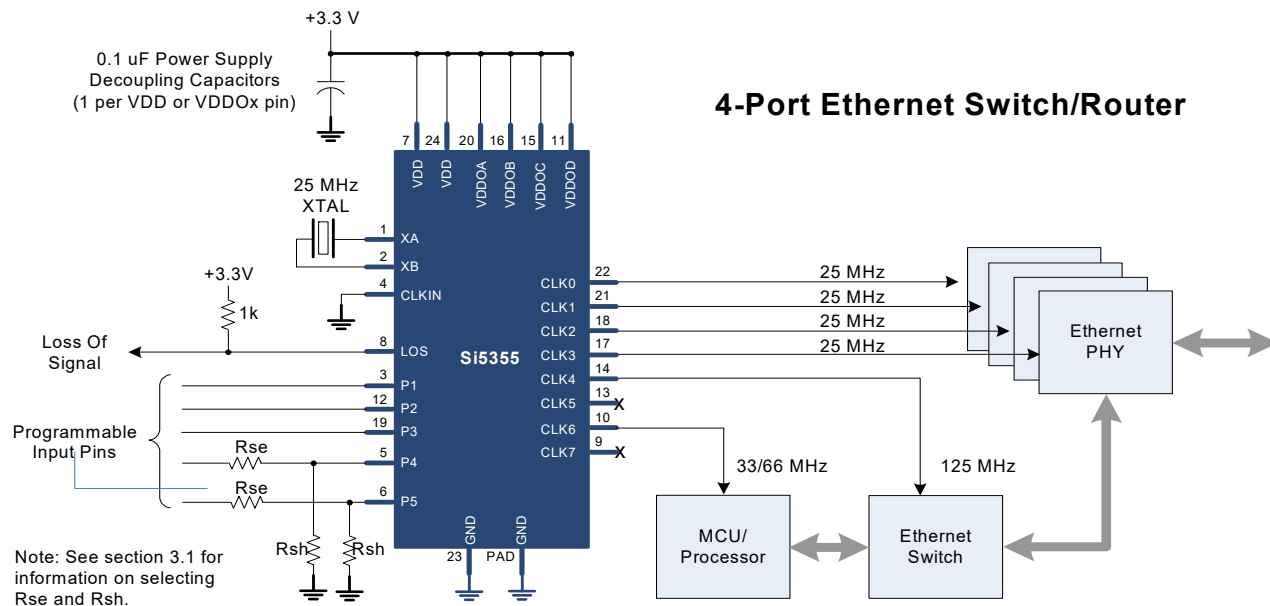 +3.3 V
0.1 uF Power Supply
Decoupling Capacitors
(1 per VDD or VDDOx pin)
4-Port Ethernet Switch/Router
7
24
20
16
15
11
VDD
VDD
VDDOA
VDDOB
VDDOC
VDDOD
25 MHz
XTAL
1
XA
2
XB
4
CLKIN
+3.3V
1k
Loss Of
Signal
8
LOS
Si5355
3
P1
12
P2
19
P3
Programmable
Input Pins
Rse
5
P4
Rse
6
P5
Rsh
Rsh
GND
23
GND
PAD
Note: See section 3.1 for
information on selecting
Rse and Rsh.
CLK0
22
25 MHz
CLK1
21
25 MHz
CLK2
18
25 MHz
CLK3
17
25 MHz
CLK4
14
CLK5
13
X
CLK6
10
CLK7
9
X
Ethernet
PHY
33/66 MHz
125 MHz
MCU/
Processor
Ethernet
Switch